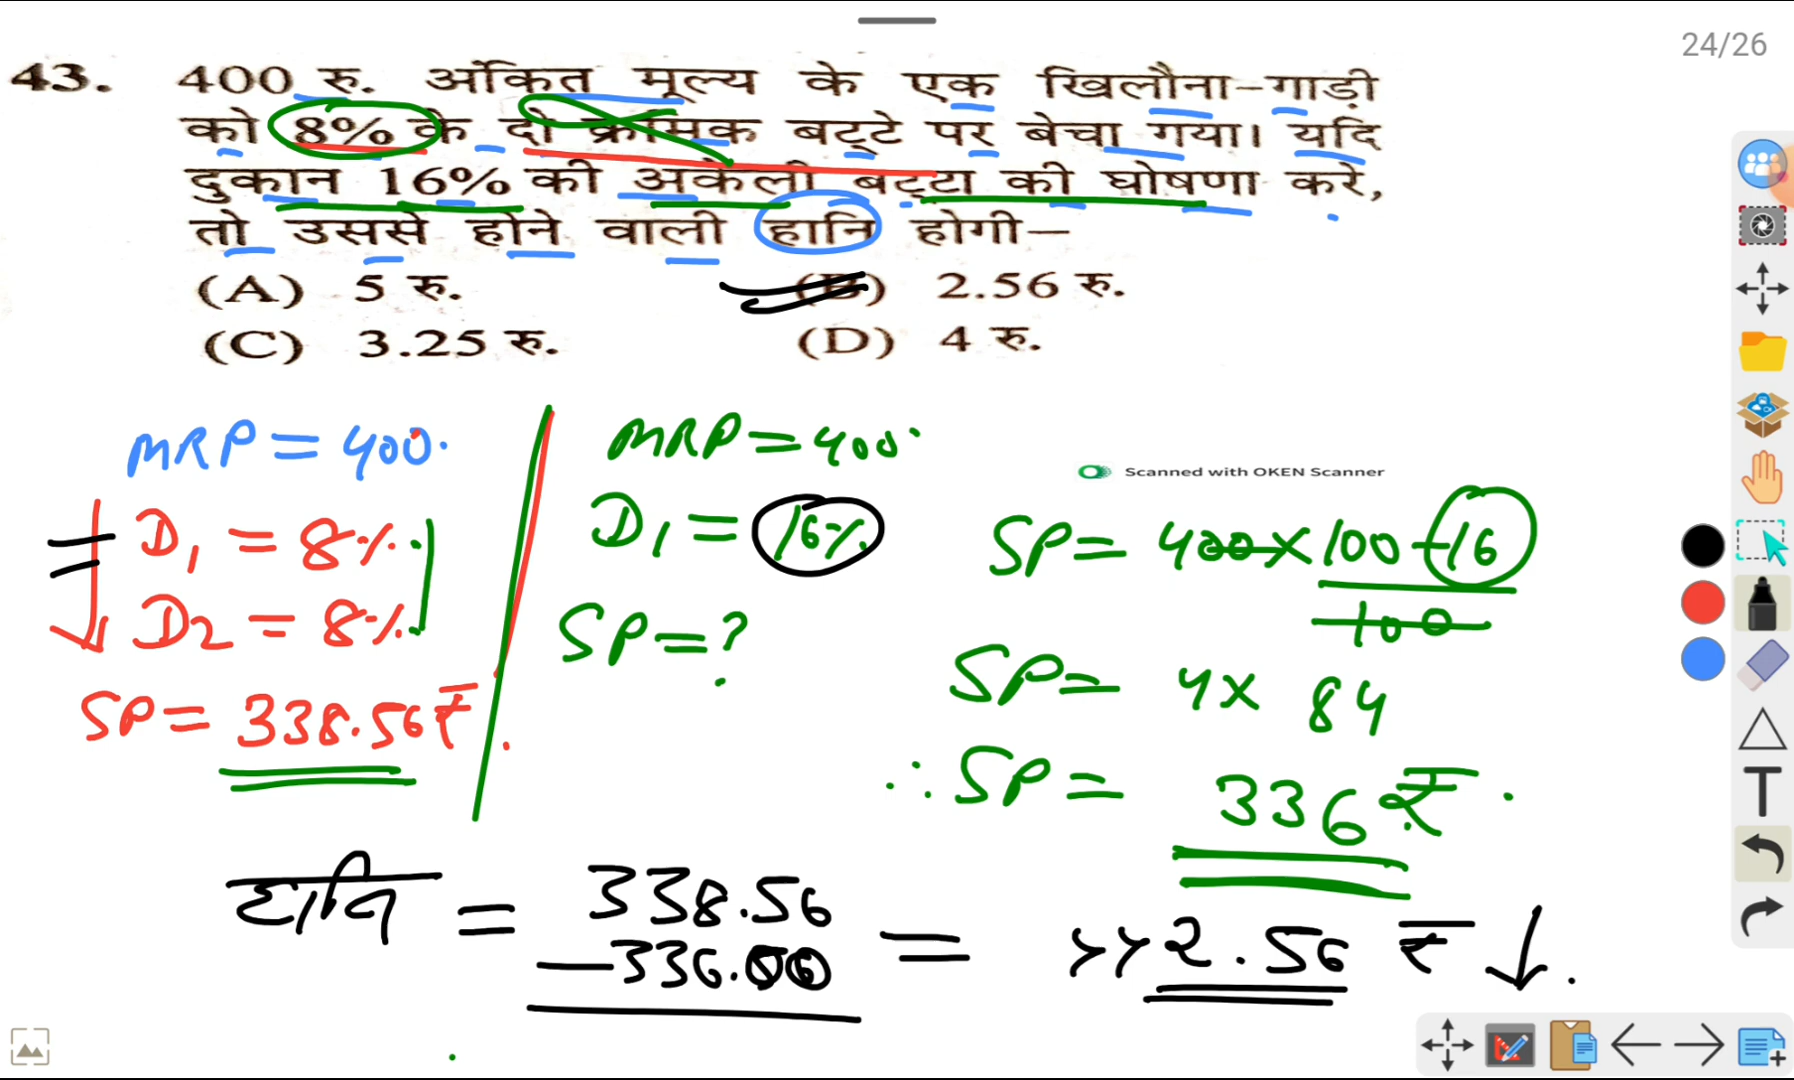 24/26
43. 400 रु. अंकित मूल्य के एक खिलौना-गाड़ी
को 8% के दो क्रमिक बट्टे पर बेचा गया। यदि
दुकान 16% की अकेली बट्टा की घोषणा करे,
तो उससे होने वाली हानि होगी—
(A) 5 रु. (B) 2.56 रु.
(C) 3.25 रु. (D) 4 रु.
MRP = 400.
D1 = 8%.
D2 = 8%.
SP = 338.56 ₹.
MRP = 400.
D1 = 16%.
SP = ?
Scanned with OKEN Scanner
SP = 400 × 100 - 16
100
SP = 4 × 84
∴ SP = 336 ₹.
हानि = 338.56
- 336.00 = 2.56 ₹ ↓.
T